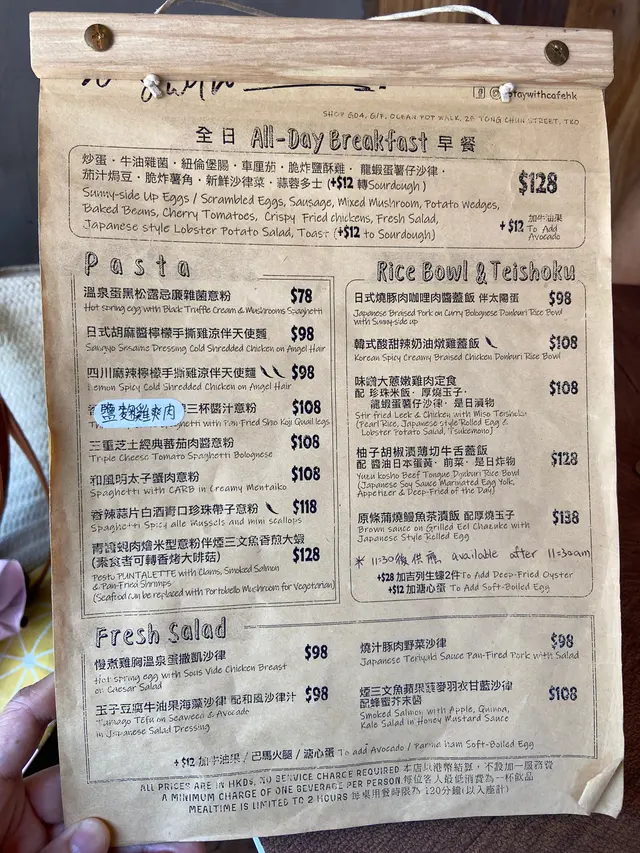 staywithcafehk
SHOP G04, G/F, OCEAN POP WALK, 28 TONG CHUN STREET, TKO
全日 All-Day Breakfast 早餐
炒蛋・牛油雜菌・紐倫堡腸・車厘茄・脆炸鹽酥雞・龍蝦蛋薯仔沙律・
茄汁焗豆・脆炸薯角・新鮮沙律菜・蒜蓉多士 (+$12 轉Sourdough)
$128
Sunny-side Up Eggs / Scrambled Eggs, Sausage, Mixed Mushroom, Potato Wedges,
Baked Beans, Cherry Tomatoes, Crispy Fried chickens, Fresh Salad,
Japanese style Lobster Potato Salad, Toast (+$12 to Sourdough)
+$12 加牛油果 To Add Avocado
Pasta
溫泉蛋黑松露忌廉雜菌意粉 $78
Hot spring egg with Black Truffle Cream & Mushrooms Spaghetti
日式胡麻醬檸檬手撕雞涼伴天使麵 $98
Sesame Dressing Cold Shredded Chicken on Angel Hair
四川麻辣檸檬手撕雞涼伴天使麵 $98
Lemon Spicy Cold Shredded Chicken on Angel Hair
鹽麴雞爽肉三杯醬汁意粉 $108
with Pan-Fried Sho Koji Quail legs
三重芝士經典蕃茄肉醬意粉 $108
Triple Cheese Tomato Spaghetti Bolognese
和風明太子蟹肉意粉 $108
Spaghetti with CARB in Creamy Mentaiko
香辣蒜片白酒青口珍珠帶子意粉 $118
Spaghetti Spicy alle mussels and mini scallops
青醬蜆肉燴米型意粉伴煙三文魚香煎大蝦
(素食者可轉香烤大啡菇) $128
Pesto PUNTALETTE with Clams, Smoked Salmon
& Pan-Fried Shrimps
(Seafood can be replaced with Portobello Mushroom for Vegetarian)
Rice Bowl & Teishoku
日式燒豚肉咖哩肉醬蓋飯 伴太陽蛋 $98
Japanese Braised Pork on Curry Bolognese Donburi Rice Bowl
with Sunny-side up
韓式酸甜辣奶油燉雞蓋飯 $108
Korean Spicy Creamy Braised Chicken Donburi Rice Bowl
味噌大蔥嫩雞肉定食 $108
配 珍珠米飯・厚燒玉子・
龍蝦蛋薯仔沙律・是日漬物
Stir fried Leek & Chicken with Miso Teishoku
(Pearl Rice, Japanese style Rolled Egg &
Lobster Potato Salad, Tsukemono)
柚子胡椒漬薄切牛舌蓋飯 $128
配 醬油日本蛋黃・前菜・是日炸物
Yuzu kosho Beef Tongue Donburi Rice Bowl
(Japanese Soy Sauce Marinated Egg Yolk,
Appetizer & Deep-Fried of the Day)
原條蒲燒鰻魚茶漬飯 配厚燒玉子 $138
Brown sauce on Grilled Eel Chazuke with
Japanese Style Rolled Egg
* 11:30後供應 available after 11:30am
+$28 加吉列生蠔2件 To Add Deep-Fried Oyster
+$12 加溏心蛋 To Add Soft-Boiled Egg
Fresh Salad
慢煮雞胸溫泉蛋撒凱沙律 $98
Hot spring egg with Sous Vide Chicken Breast
on Caesar Salad
玉子豆腐牛油果海藻沙律 配和風沙律汁 $98
Tamago Tofu on Seaweed & Avocado
in Japanese Salad Dressing
燒汁豚肉野菜沙律 $98
Japanese Teriyaki Sauce Pan-Fired Pork with Salad
煙三文魚蘋果藜麥羽衣甘藍沙律 $108
配蜂蜜芥末醬
Smoked Salmon with Apple, Quinoa,
Kale Salad in Honey Mustard Sauce
+$12 加牛油果 / 巴馬火腿 / 溏心蛋 To add Avocado / Parma ham Soft-Boiled Egg
ALL PRICES ARE IN HKD$. NO SERVICE CHARGE REQUIRED 本店以港幣結算，不設加一服務費
A MINIMUM CHARGE OF ONE BEVERAGE PER PERSON 每位客人最低消費為一杯飲品
MEALTIME IS LIMITED TO 2 HOURS 每桌用餐時限為 120分鐘(以入座計)